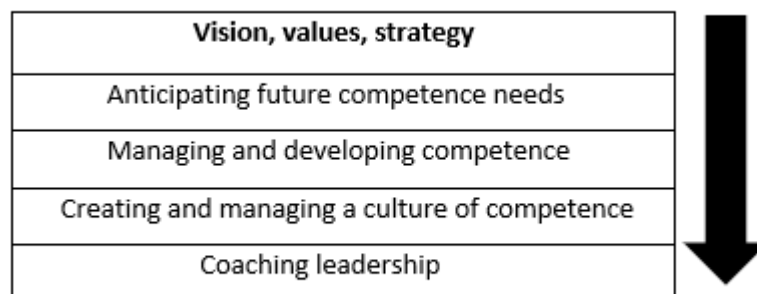 Vision, values, strategy
Anticipating future competence needs
Managing and developing competence
Creating and managing a culture of competence
Coaching leadership